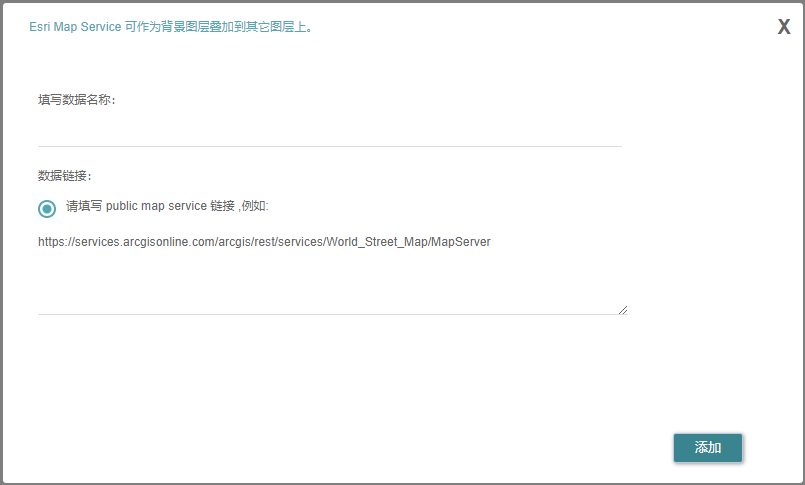 Esri Map Service 可作为背景图层叠加到其它图层上。
X
填写数据名称：
数据链接：
请填写 public map service 链接 ,例如:
https://services.arcgisonline.com/arcgis/rest/services/World_Street_Map/MapServer
添加